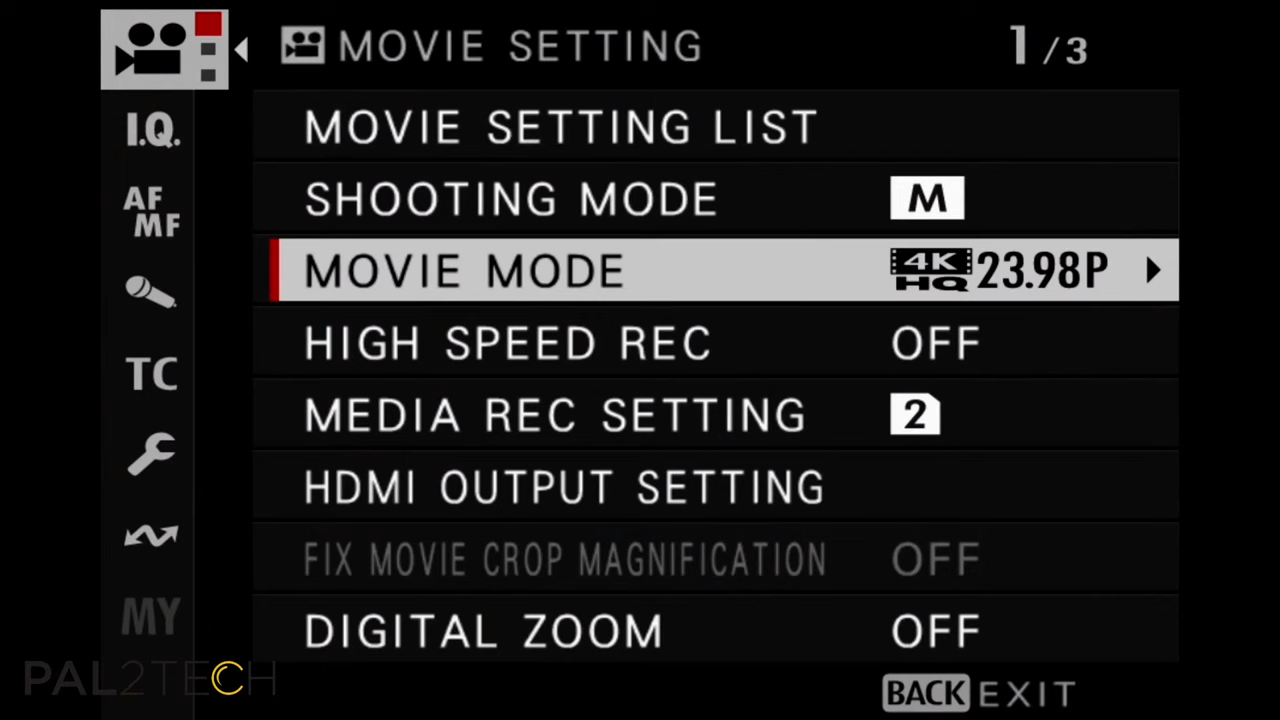 MOVIE SETTING 1/3
I.Q.
AF
MF
TC
MY
MOVIE SETTING LIST
SHOOTING MODE M
MOVIE MODE 4K HQ 23.98P
HIGH SPEED REC OFF
MEDIA REC SETTING 2
HDMI OUTPUT SETTING
FIX MOVIE CROP MAGNIFICATION OFF
DIGITAL ZOOM OFF
PAL2TECH
BACK EXIT